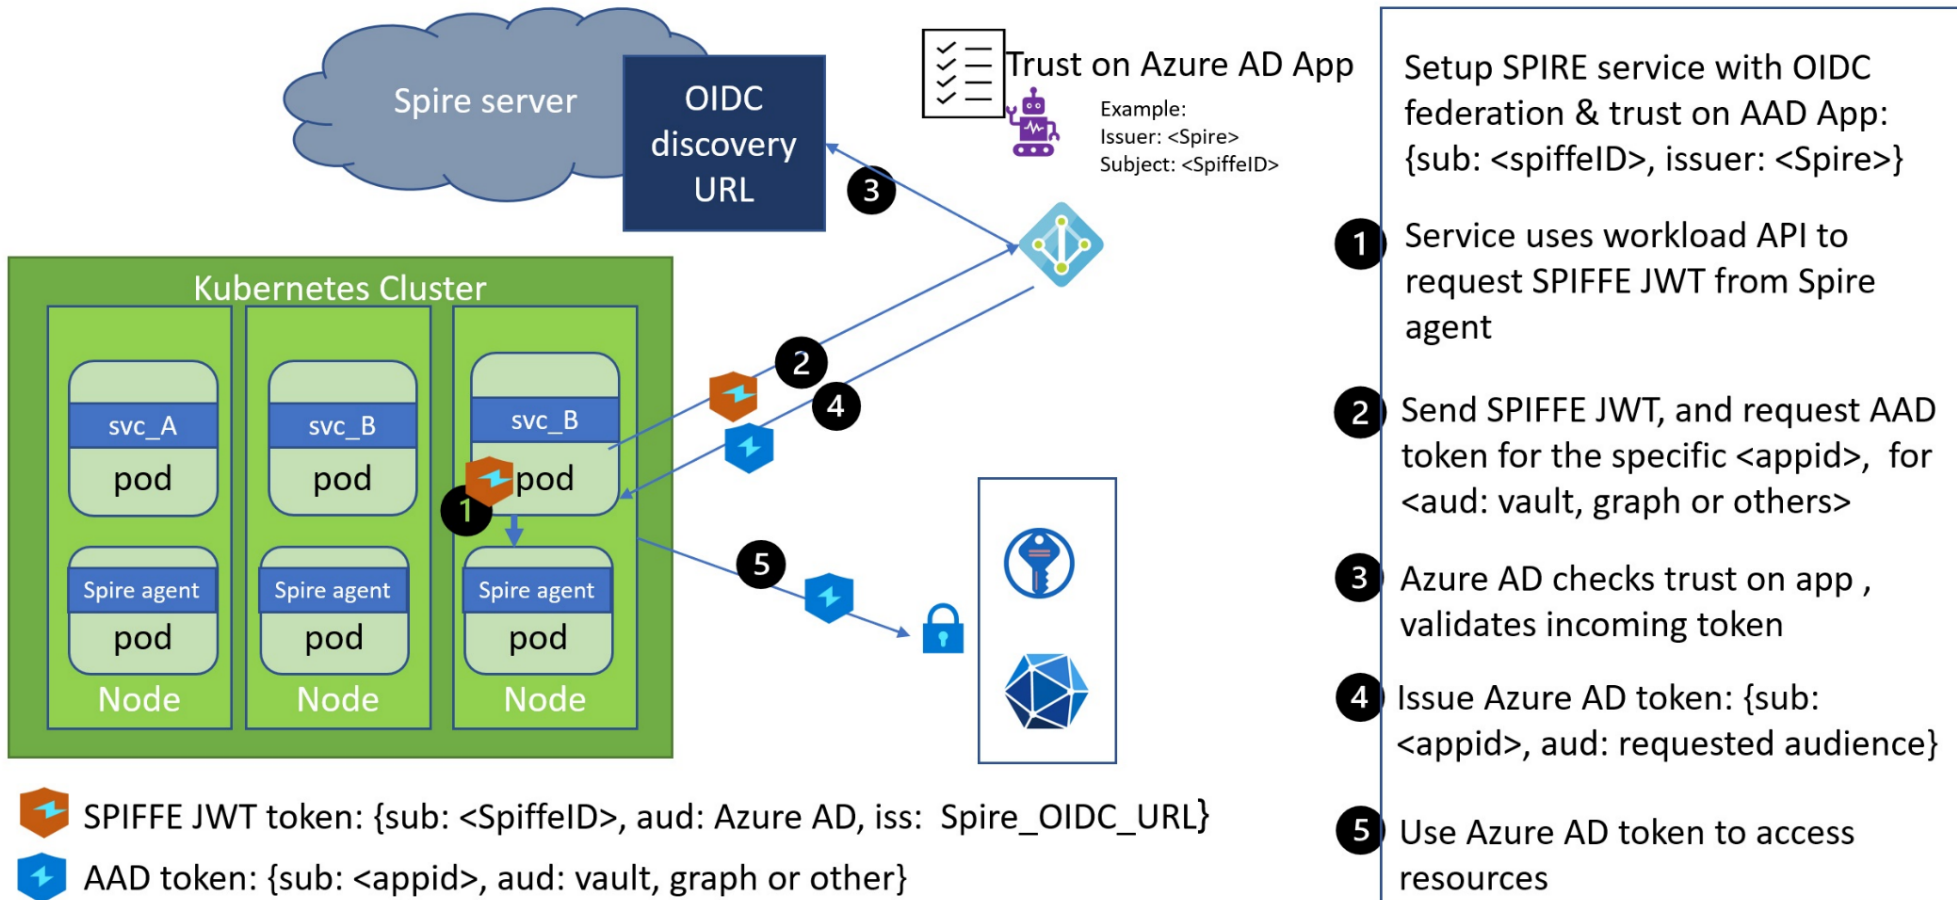 Spire server
OIDC
discovery
URL
Trust on Azure AD App
Example:
Issuer: <Spire>
Subject: <SpiffeID>
3
Kubernetes Cluster
svc_A
pod
svc_B
pod
svc_B
pod
1
2
4
5
Spire agent
pod
Spire agent
pod
Spire agent
pod
Node
Node
Node
SPIFFE JWT token: {sub: <SpiffeID>, aud: Azure AD, iss: Spire_OIDC_URL}
AAD token: {sub: <appid>, aud: vault, graph or other}
Setup SPIRE service with OIDC
federation & trust on AAD App:
{sub: <spiffeID>, issuer: <Spire>}
1 Service uses workload API to
request SPIFFE JWT from Spire
agent
2 Send SPIFFE JWT, and request AAD
token for the specific <appid>, for
<aud: vault, graph or others>
3 Azure AD checks trust on app ,
validates incoming token
4 Issue Azure AD token: {sub:
<appid>, aud: requested audience}
5 Use Azure AD token to access
resources